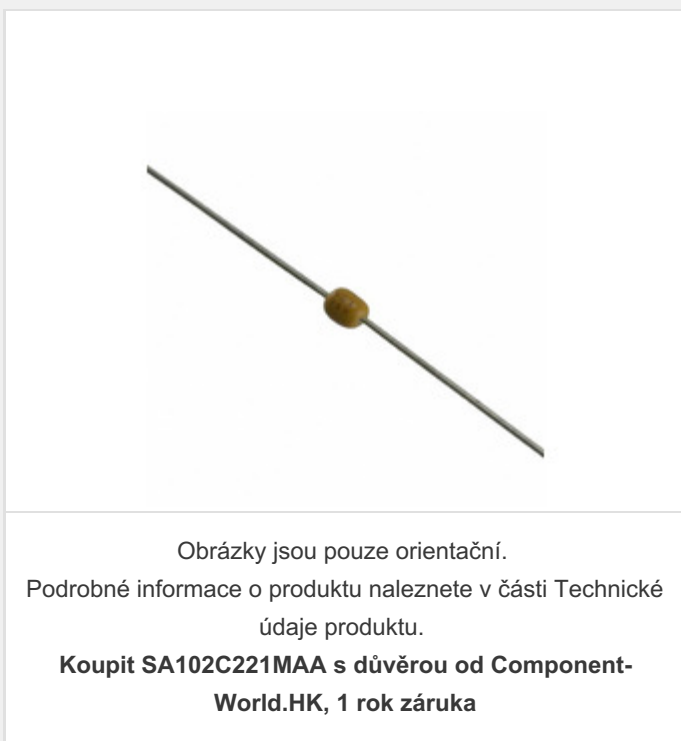 Obrázky jsou pouze orientační.
Podrobné informace o produktu naleznete v části Technické
údaje produktu.
Koupit SA102C221MAA s důvěrou od Component-
World.HK, 1 rok záruka